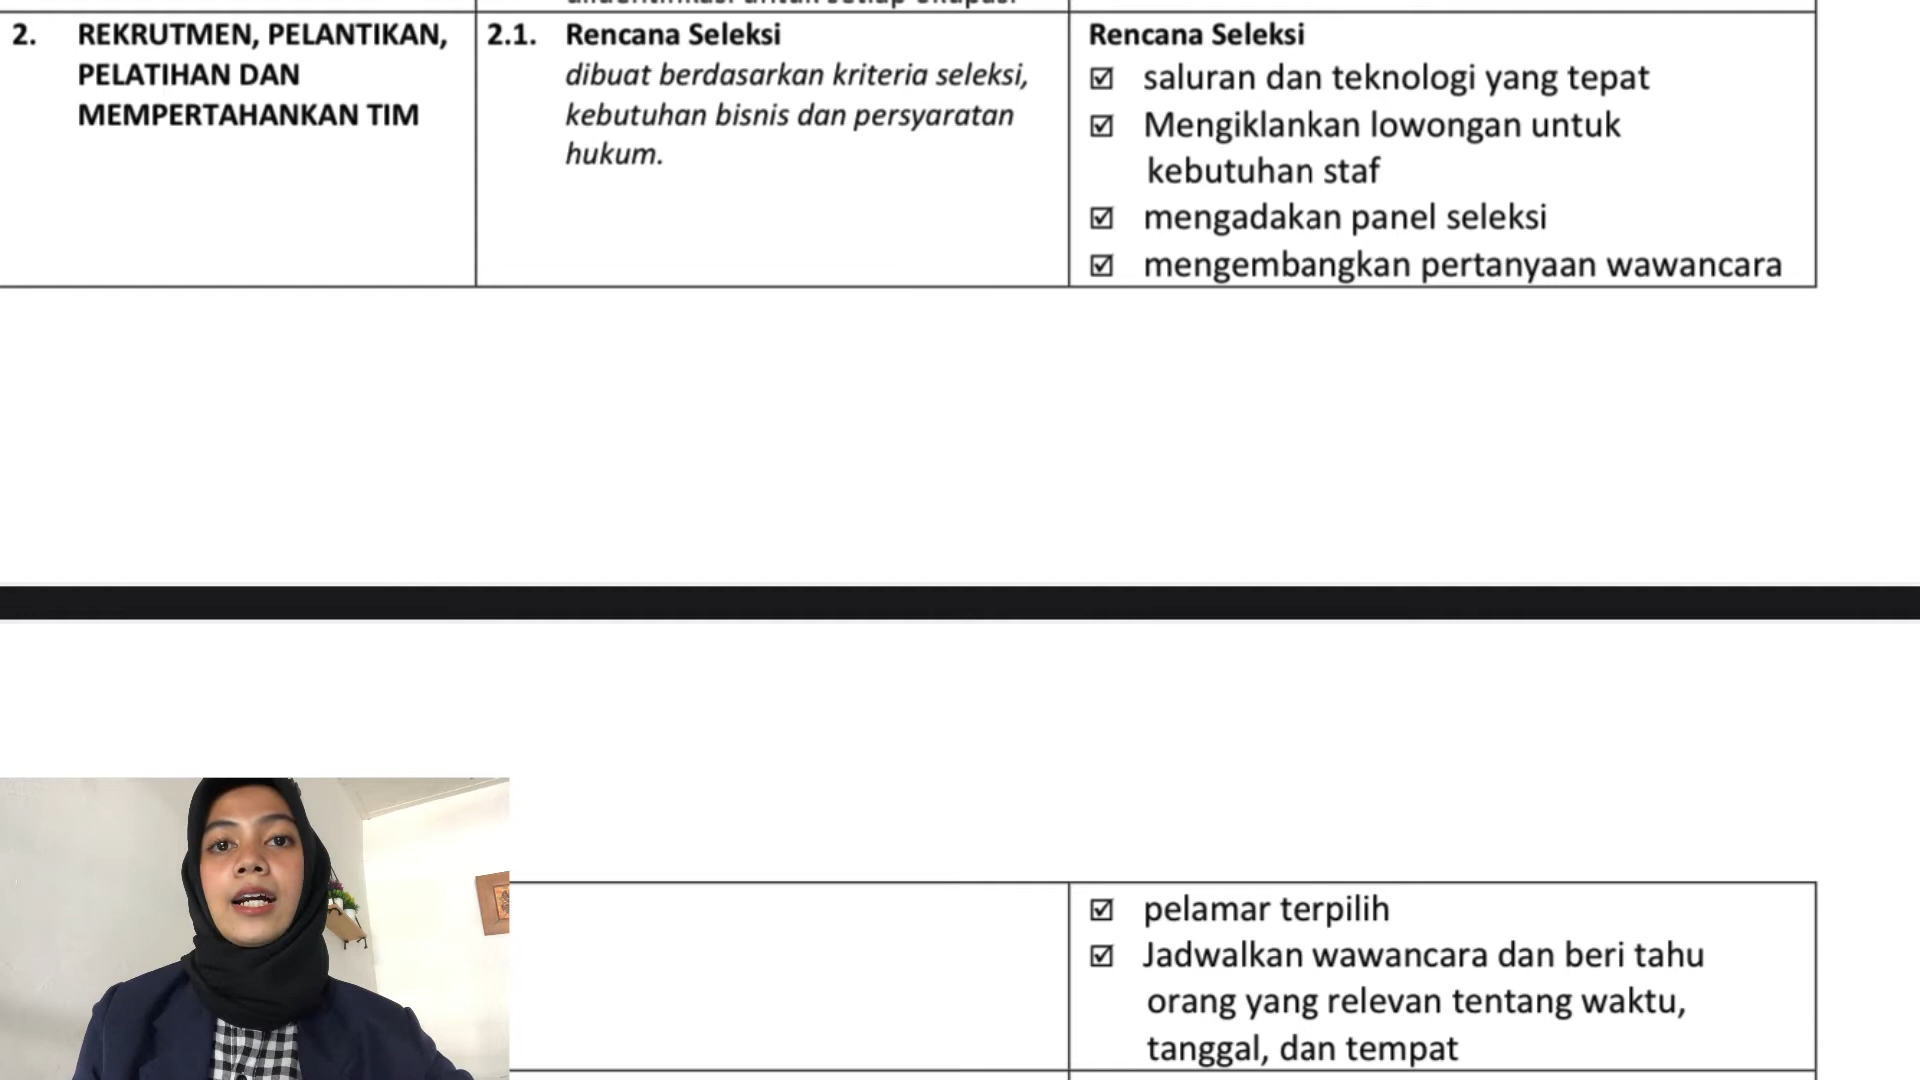 2. REKRUTMEN, PELANTIKAN,
PELATIHAN DAN
MEMPERTAHANKAN TIM
2.1. Rencana Seleksi
dibuat berdasarkan kriteria seleksi,
kebutuhan bisnis dan persyaratan
hukum.
Rencana Seleksi
☑ saluran dan teknologi yang tepat
☑ Mengiklankan lowongan untuk
kebutuhan staf
☑ mengadakan panel seleksi
☑ mengembangkan pertanyaan wawancara
☑ pelamar terpilih
☑ Jadwalkan wawancara dan beri tahu
orang yang relevan tentang waktu,
tanggal, dan tempat